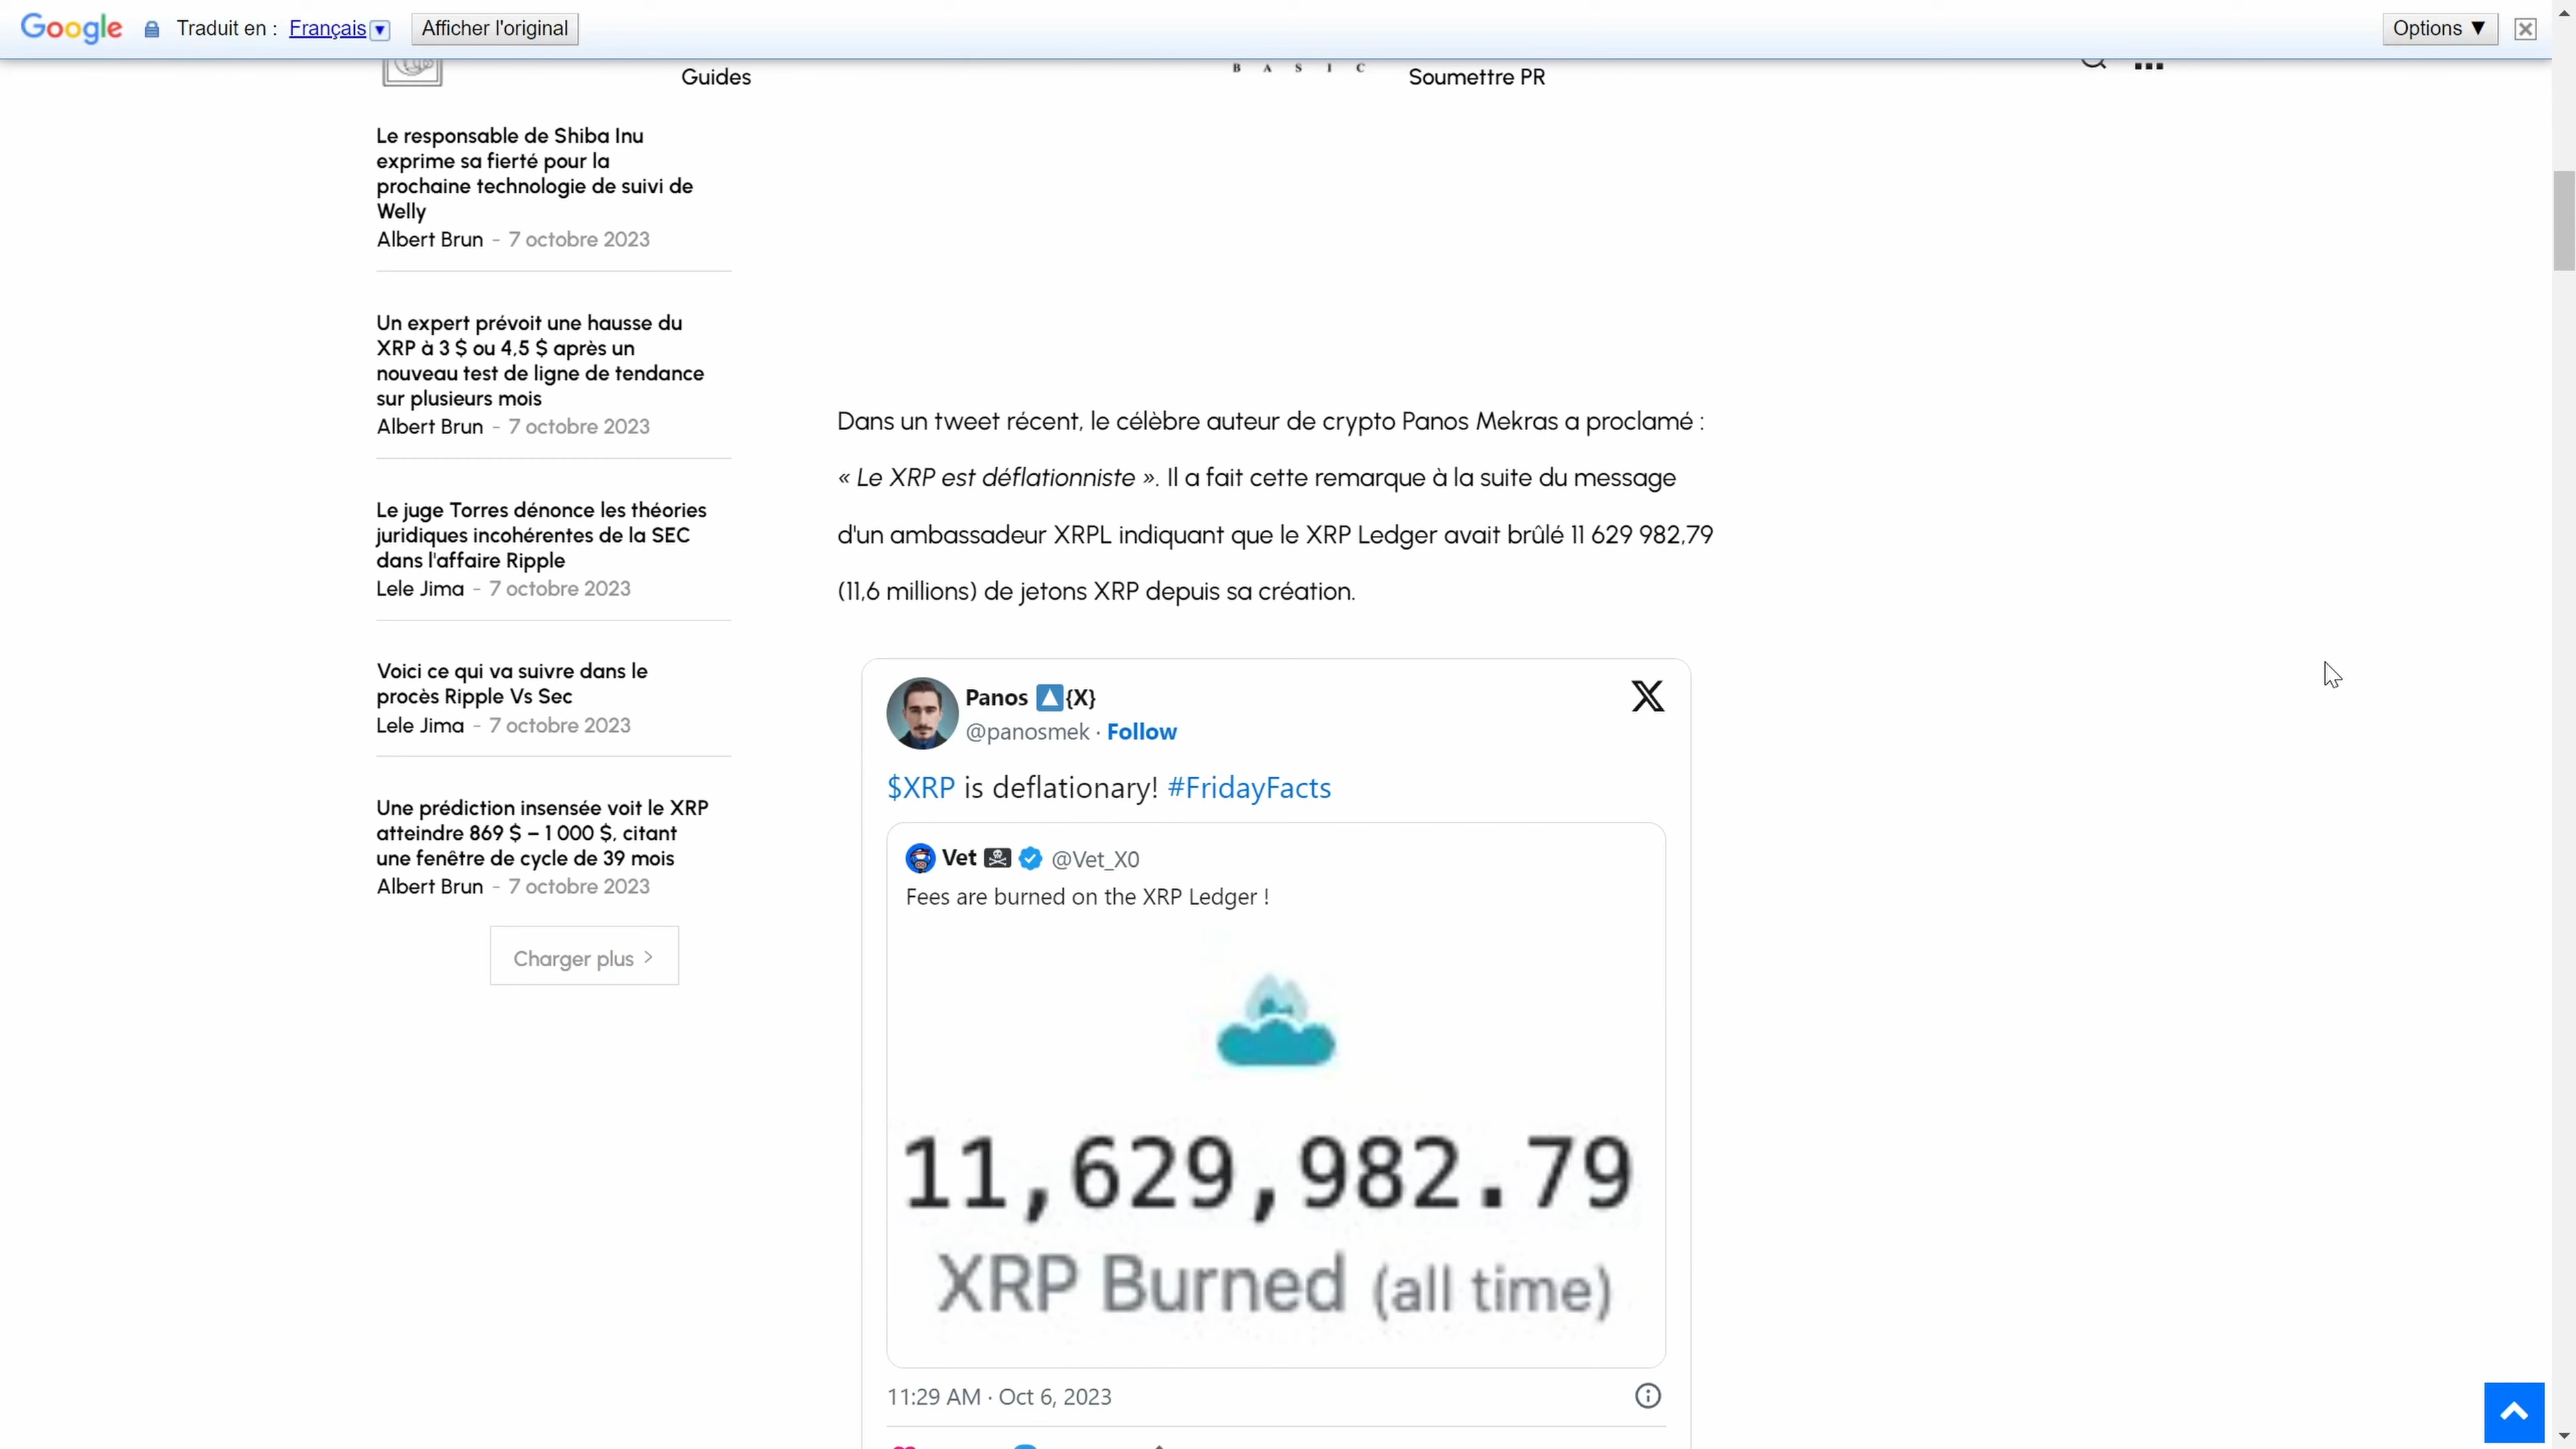 Google
Traduit en : Français ▼
Afficher l'original
Options ▼
Guides
B A S I C
Soumettre PR
Le responsable de Shiba Inu
exprime sa fierté pour la
prochaine technologie de suivi de
Welly
Albert Brun - 7 octobre 2023
Un expert prévoit une hausse du
XRP à 3 $ ou 4,5 $ après un
nouveau test de ligne de tendance
sur plusieurs mois
Albert Brun - 7 octobre 2023
Le juge Torres dénonce les théories
juridiques incohérentes de la SEC
dans l'affaire Ripple
Lele Jima - 7 octobre 2023
Voici ce qui va suivre dans le
procès Ripple Vs Sec
Lele Jima - 7 octobre 2023
Une prédiction insensée voit le XRP
atteindre 869 $ – 1 000 $, citant
une fenêtre de cycle de 39 mois
Albert Brun - 7 octobre 2023
Charger plus >
Dans un tweet récent, le célèbre auteur de crypto Panos Mekras a proclamé :
« Le XRP est déflationniste ». Il a fait cette remarque à la suite du message
d'un ambassadeur XRPL indiquant que le XRP Ledger avait brûlé 11 629 982,79
(11,6 millions) de jetons XRP depuis sa création.
Panos {X}
@panosmek · Follow
$XRP is deflationary! #FridayFacts
Vet @Vet_X0
Fees are burned on the XRP Ledger !
11,629,982.79
XRP Burned (all time)
11:29 AM · Oct 6, 2023